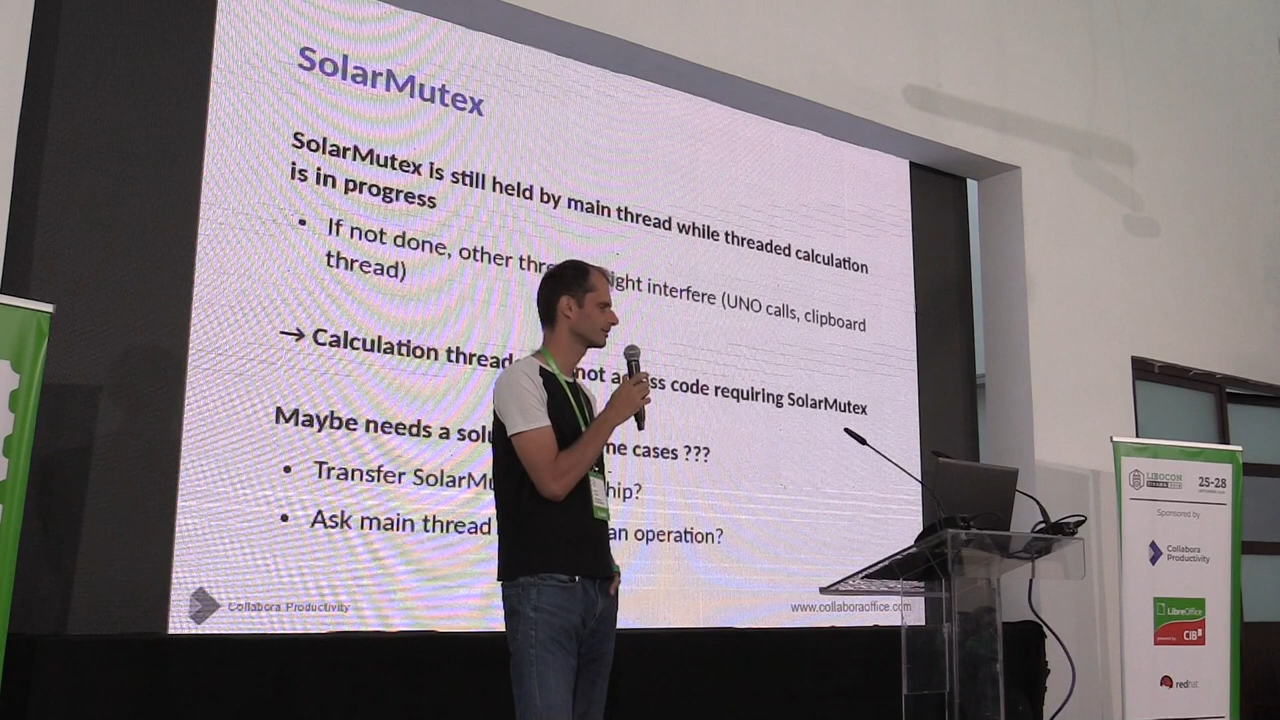 SolarMutex
SolarMutex is still held by main thread while threaded calculation
is in progress
• If not done, other thre ight interfere (UNO calls, clipboard
thread)
→ Calculation thread not a ss code requiring SolarMutex
Maybe needs a solu me cases ???
• Transfer SolarMu hip?
• Ask main thread an operation?
Collabora Productivity
www.collaboraoffice.com
LIBOCON
25-28
Sponsored by
Collabora
Productivity
LibreOffice
CIB
redhat